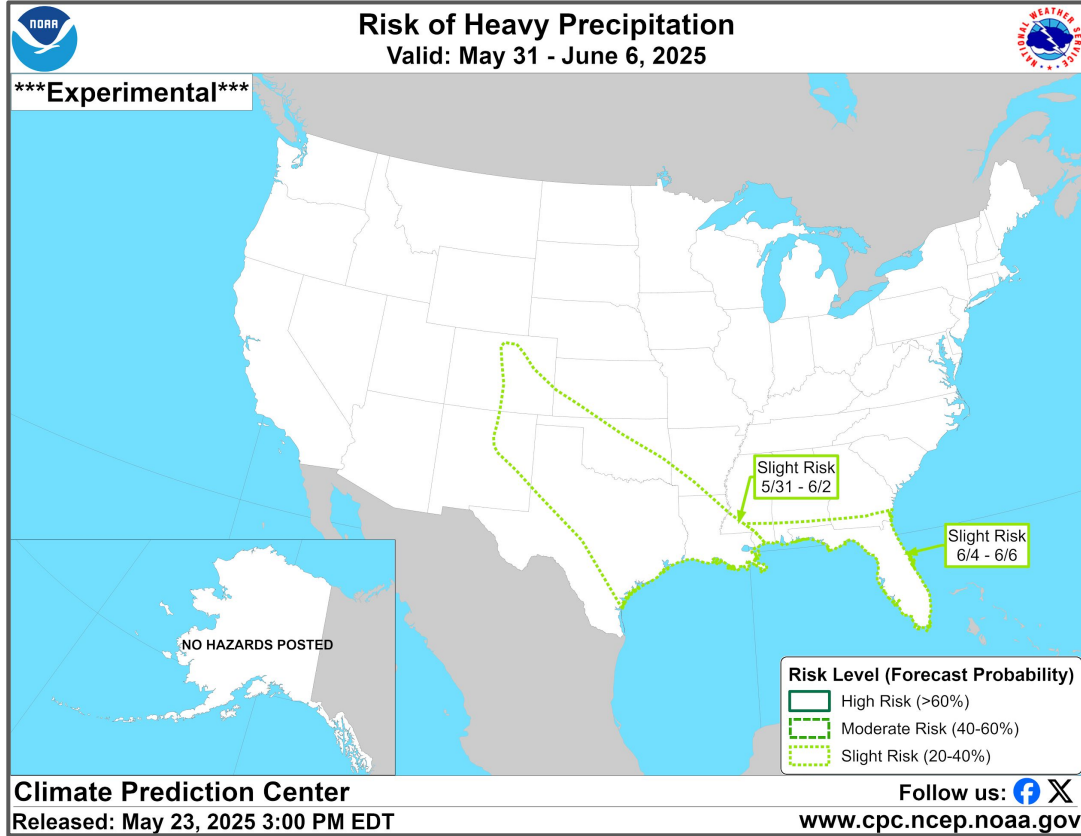 NOAA
Risk of Heavy Precipitation
Valid: May 31 - June 6, 2025
NATIONAL WEATHER SERVICE
***Experimental***
Slight Risk
5/31 - 6/2
Slight Risk
6/4 - 6/6
NO HAZARDS POSTED
Risk Level (Forecast Probability)
High Risk (>60%)
Moderate Risk (40-60%)
Slight Risk (20-40%)
Climate Prediction Center
Follow us:
Released: May 23, 2025 3:00 PM EDT
www.cpc.ncep.noaa.gov